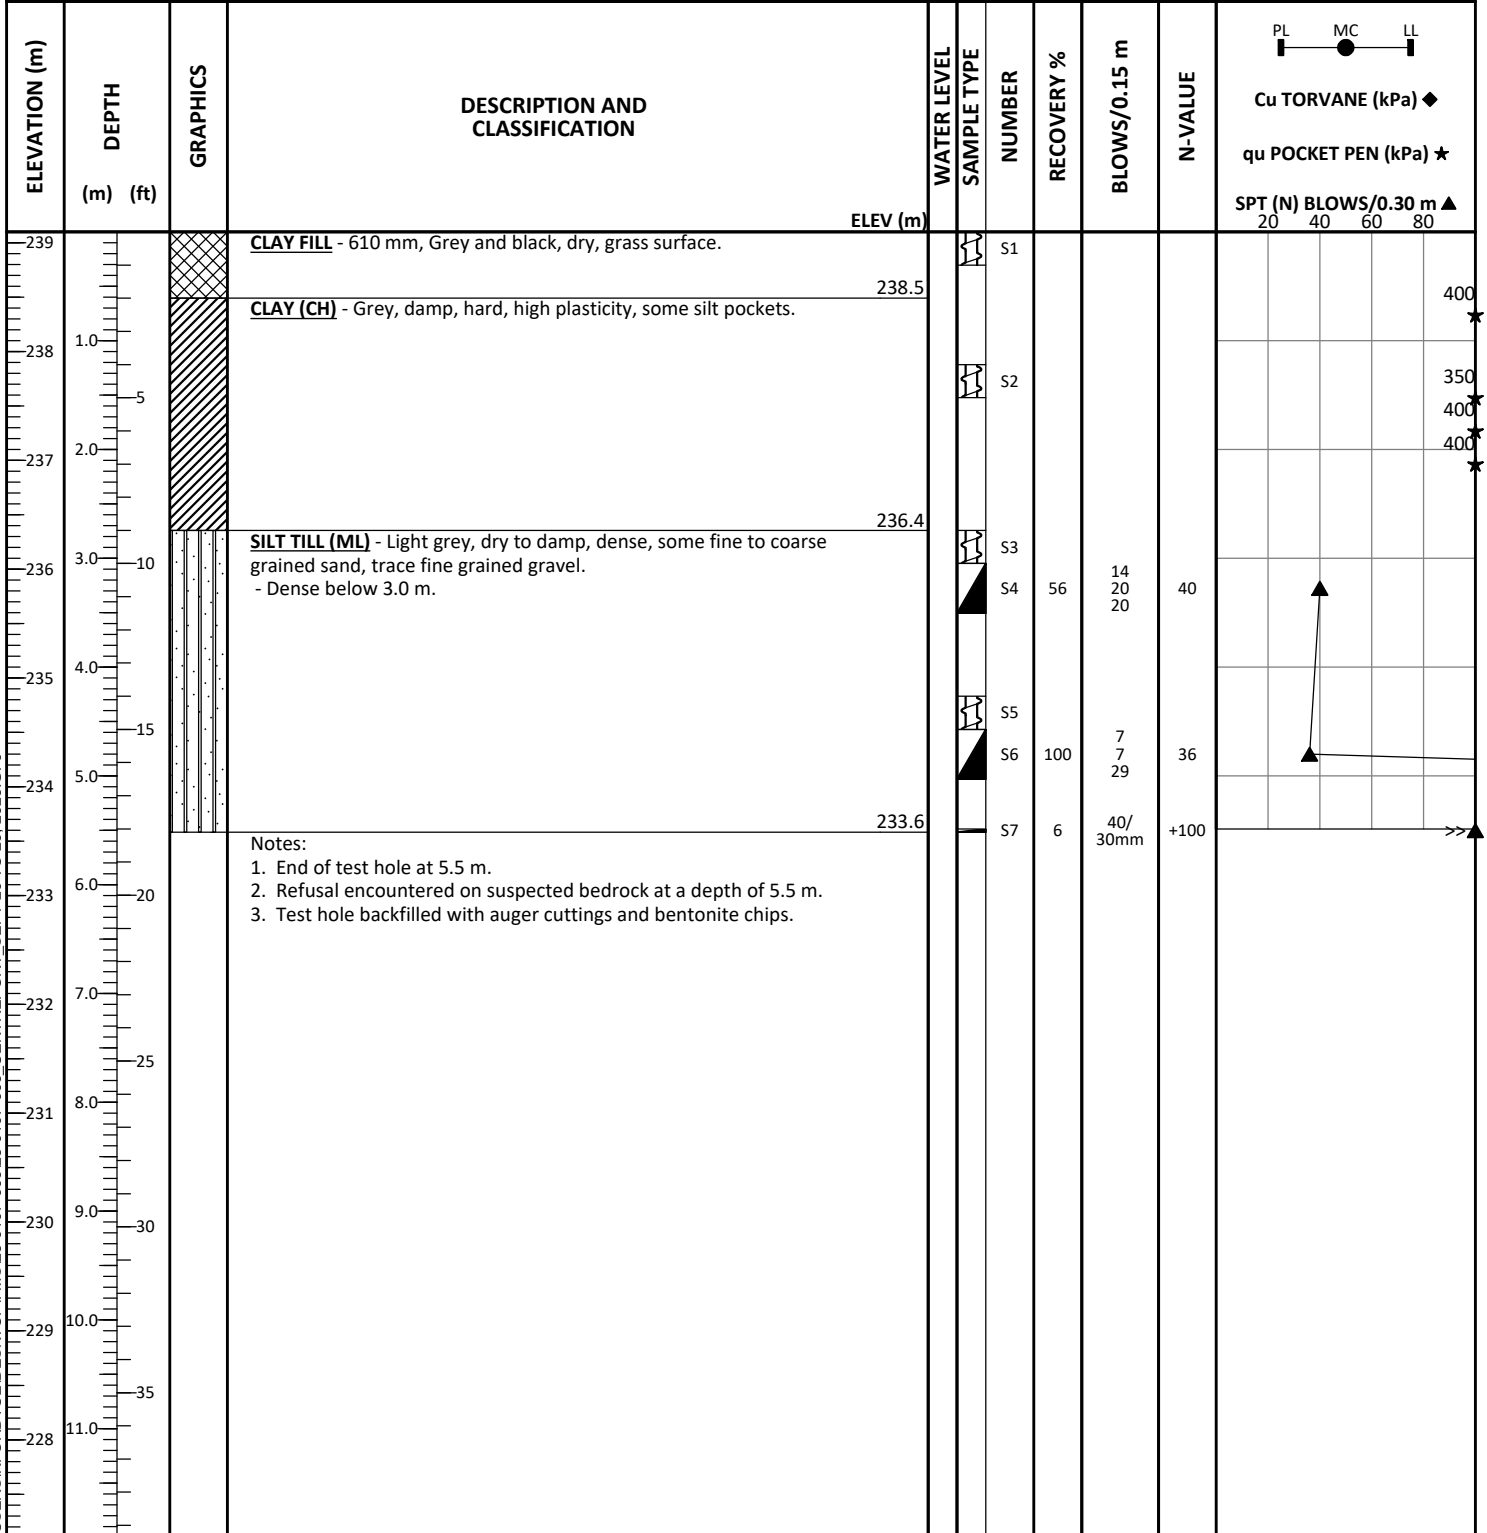 ELEVATION (m)
DEPTH
(m) (ft)
GRAPHICS
DESCRIPTION AND
CLASSIFICATION
ELEV (m)
WATER LEVEL
SAMPLE TYPE
NUMBER
RECOVERY %
BLOWS/0.15 m
N-VALUE
PL MC LL
Cu TORVANE (kPa) ◆
qu POCKET PEN (kPa) ★
SPT (N) BLOWS/0.30 m ▲
20 40 60 80
239
CLAY FILL - 610 mm, Grey and black, dry, grass surface.
S1
238.5
400
CLAY (CH) - Grey, damp, hard, high plasticity, some silt pockets.
1.0
238
S2
350
5
400
400
2.0
237
236.4
SILT TILL (ML) - Light grey, dry to damp, dense, some fine to coarse
grained sand, trace fine grained gravel.
- Dense below 3.0 m.
S3
3.0
10
236
S4 56 14 40
20
20
4.0
235
S5
15
S6 100 7 36
7
29
5.0
234
233.6
S7 6 40/ +100 >>
30mm
Notes:
1. End of test hole at 5.5 m.
2. Refusal encountered on suspected bedrock at a depth of 5.5 m.
3. Test hole backfilled with auger cuttings and bentonite chips.
6.0
20
233
7.0
232
25
8.0
231
9.0
230
30
10.0
229
35
11.0
228